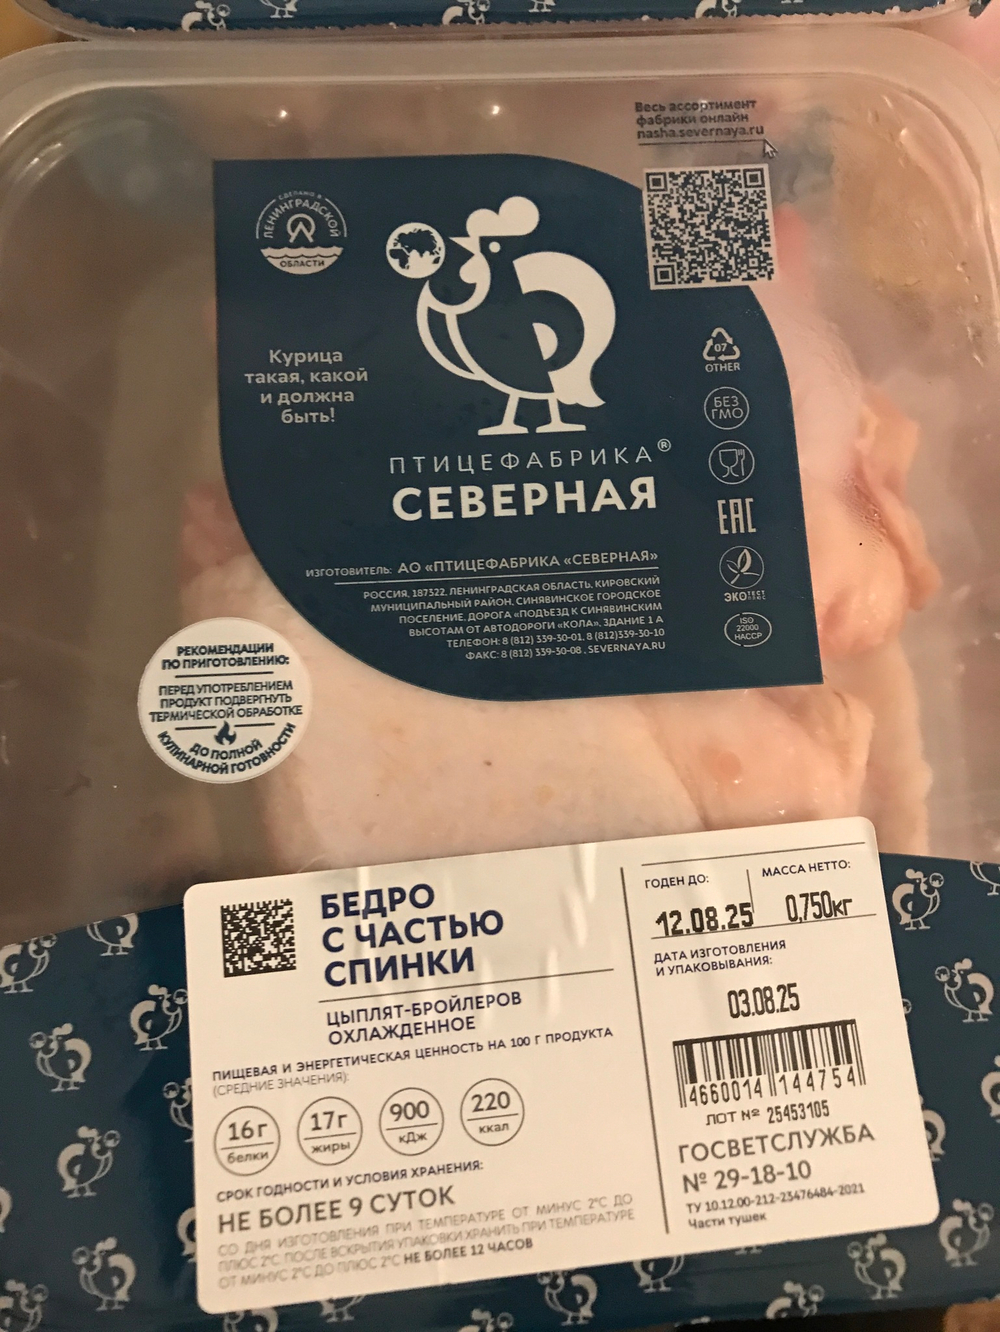 Весь ассортимент
фабрики онлайн
nasha.severnaya.ru
СДЕЛАНО В
ЛЕНИНГРАДСКОЙ
ОБЛАСТИ
Курица
такая, какой
и должна
быть!
07
OTHER
БЕЗ
ГМО
ЕАС
ЭКО TEST
ISO
22000
HACCP
ПТИЦЕФАБРИКА®
СЕВЕРНАЯ
ИЗГОТОВИТЕЛЬ: АО «ПТИЦЕФАБРИКА «СЕВЕРНАЯ»
РОССИЯ, 187322, ЛЕНИНГРАДСКАЯ ОБЛАСТЬ, КИРОВСКИЙ
МУНИЦИПАЛЬНЫЙ РАЙОН, СИНЯВИНСКОЕ ГОРОДСКОЕ
ПОСЕЛЕНИЕ, ДОРОГА «ПОДЪЕЗД К СИНЯВИНСКИМ
ВЫСОТАМ ОТ АВТОДОРОГИ «КОЛА», ЗДАНИЕ 1 А
ТЕЛЕФОН: 8 (812) 339-30-01, 8 (812)339-30-10
ФАКС: 8 (812) 339-30-08 , SEVERNAYA.RU
РЕКОМЕНДАЦИИ
ПО ПРИГОТОВЛЕНИЮ:
ПЕРЕД УПОТРЕБЛЕНИЕМ
ПРОДУКТ ПОДВЕРГНУТЬ
ТЕРМИЧЕСКОЙ ОБРАБОТКЕ
ДО ПОЛНОЙ
КУЛИНАРНОЙ ГОТОВНОСТИ
БЕДРО
С ЧАСТЬЮ
СПИНКИ
ЦЫПЛЯТ-БРОЙЛЕРОВ
ОХЛАЖДЕННОЕ
ПИЩЕВАЯ И ЭНЕРГЕТИЧЕСКАЯ ЦЕННОСТЬ НА 100 Г ПРОДУКТА
(СРЕДНИЕ ЗНАЧЕНИЯ):
16г
белки
17г
жиры
900
кДж
220
ккал
СРОК ГОДНОСТИ И УСЛОВИЯ ХРАНЕНИЯ:
НЕ БОЛЕЕ 9 СУТОК
СО ДНЯ ИЗГОТОВЛЕНИЯ ПРИ ТЕМПЕРАТУРЕ ОТ МИНУС 2°С ДО
ПЛЮС 2°С. ПОСЛЕ ВСКРЫТИЯ УПАКОВКИ ХРАНИТЬ ПРИ ТЕМПЕРАТУРЕ
ОТ МИНУС 2°С ДО ПЛЮС 2°С НЕ БОЛЕЕ 12 ЧАСОВ
ГОДЕН ДО:
12.08.25
МАССА НЕТТО:
0,750кг
ДАТА ИЗГОТОВЛЕНИЯ
И УПАКОВЫВАНИЯ:
03.08.25
4660014 144754
ЛОТ № 25453105
ГОСВЕТСЛУЖБА
№ 29-18-10
ТУ 10.12.00-212-23476484-2021
Части тушек